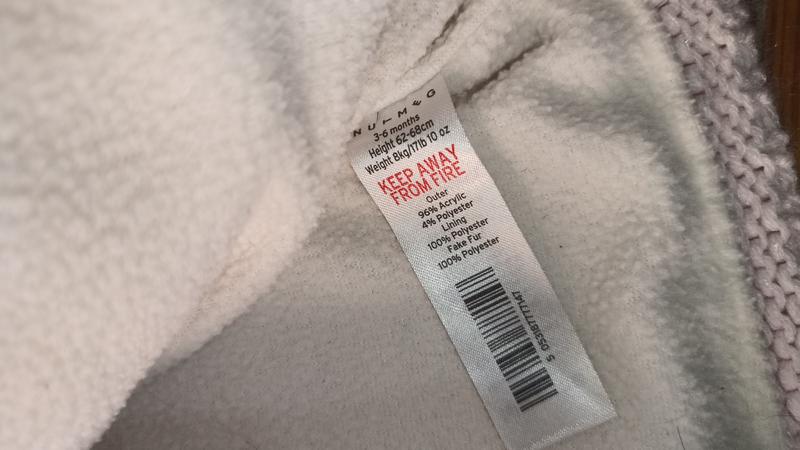 NUTMEG
3-6 months
Height 62-68cm
Weight 8kg/17lb 10 oz
KEEP AWAY
FROM FIRE
Outer
96% Acrylic
4% Polyester
Lining
100% Polyester
Fake Fur
100% Polyester